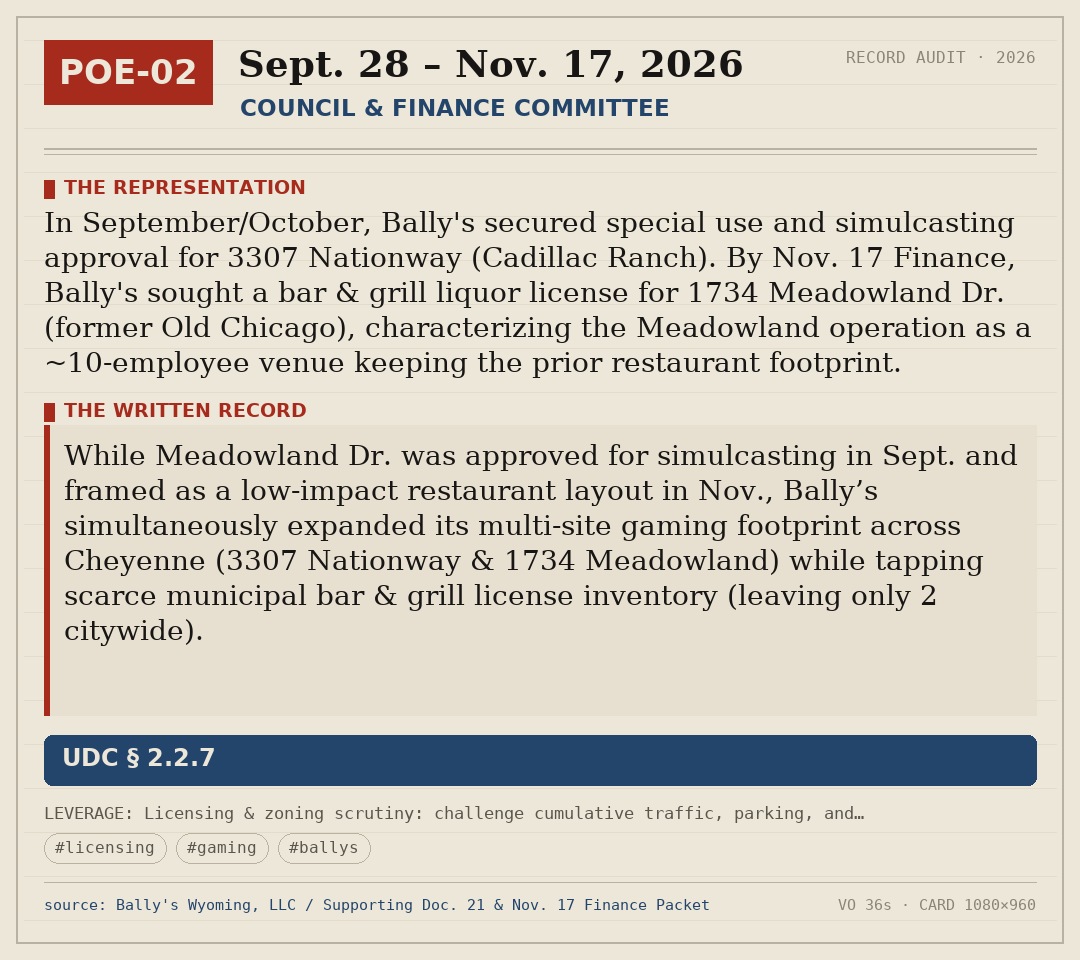 POE-02
Sept. 28 – Nov. 17, 2026
RECORD AUDIT · 2026
COUNCIL & FINANCE COMMITTEE
THE REPRESENTATION
In September/October, Bally's secured special use and simulcasting
approval for 3307 Nationway (Cadillac Ranch). By Nov. 17 Finance,
Bally's sought a bar & grill liquor license for 1734 Meadowland Dr.
(former Old Chicago), characterizing the Meadowland operation as a
~10-employee venue keeping the prior restaurant footprint.
THE WRITTEN RECORD
While Meadowland Dr. was approved for simulcasting in Sept. and
framed as a low-impact restaurant layout in Nov., Bally’s
simultaneously expanded its multi-site gaming footprint across
Cheyenne (3307 Nationway & 1734 Meadowland) while tapping
scarce municipal bar & grill license inventory (leaving only 2
citywide).
UDC § 2.2.7
LEVERAGE: Licensing & zoning scrutiny: challenge cumulative traffic, parking, and…
#licensing #gaming #ballys
source: Bally's Wyoming, LLC / Supporting Doc. 21 & Nov. 17 Finance Packet
VO 36s · CARD 1080×960